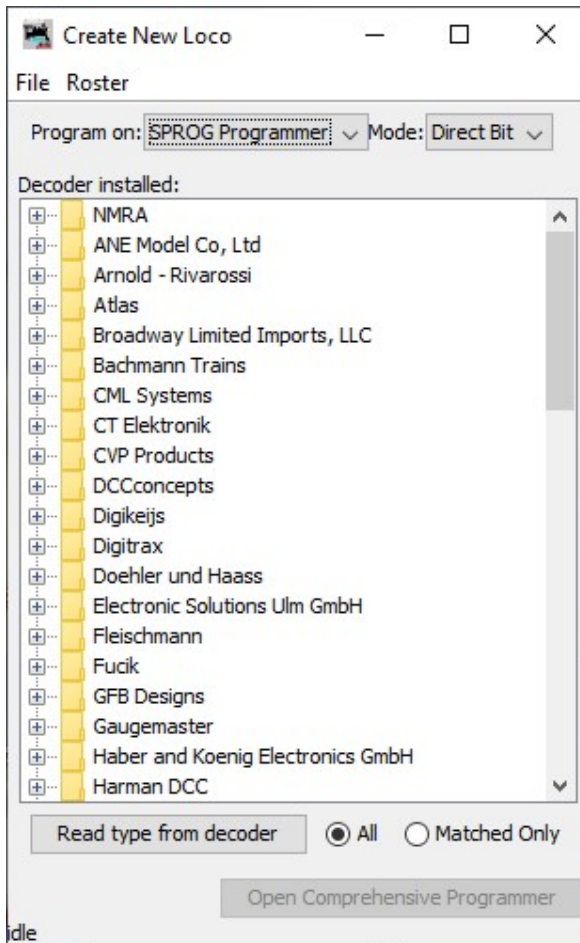 Create New Loco
File Roster
Program on: SPROG Programmer Mode: Direct Bit
Decoder installed:
NMRA
ANE Model Co, Ltd
Arnold - Rivarossi
Atlas
Broadway Limited Imports, LLC
Bachmann Trains
CML Systems
CT Elektronik
CVP Products
DCCconcepts
Digikeijs
Digitrax
Doehler und Haass
Electronic Solutions Ulm GmbH
Fleischmann
Fucik
GFB Designs
Gaugemaster
Haber and Koenig Electronics GmbH
Harman DCC
Read type from decoder All Matched Only
Open Comprehensive Programmer
idle